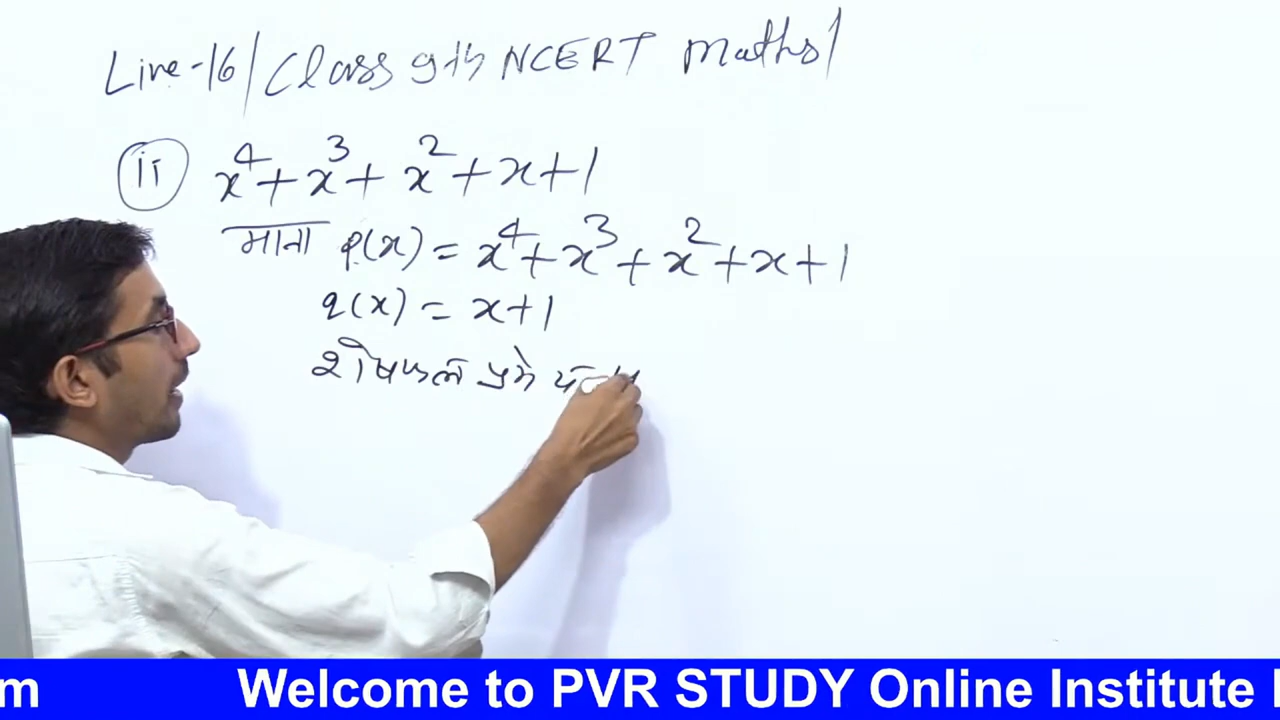 Live-16/ Class 9th NCERT Maths/
ii x⁴+x³+x²+x+1
माना p(x) = x⁴+x³+x²+x+1
q(x) = x+1
शेषफल प्रमेय
m Welcome to PVR STUDY Online Institute